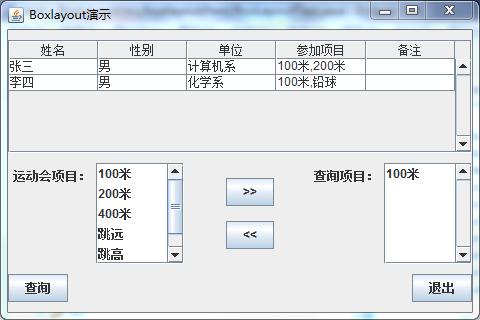 Boxlayout演示
姓名 性别 单位 参加项目 备注
张三 男 计算机系 100米,200米
李四 男 化学系 100米,铅球
运动会项目: 100米 >> 查询项目: 100米
200米
400米
跳远 <<
跳高
查询 退出